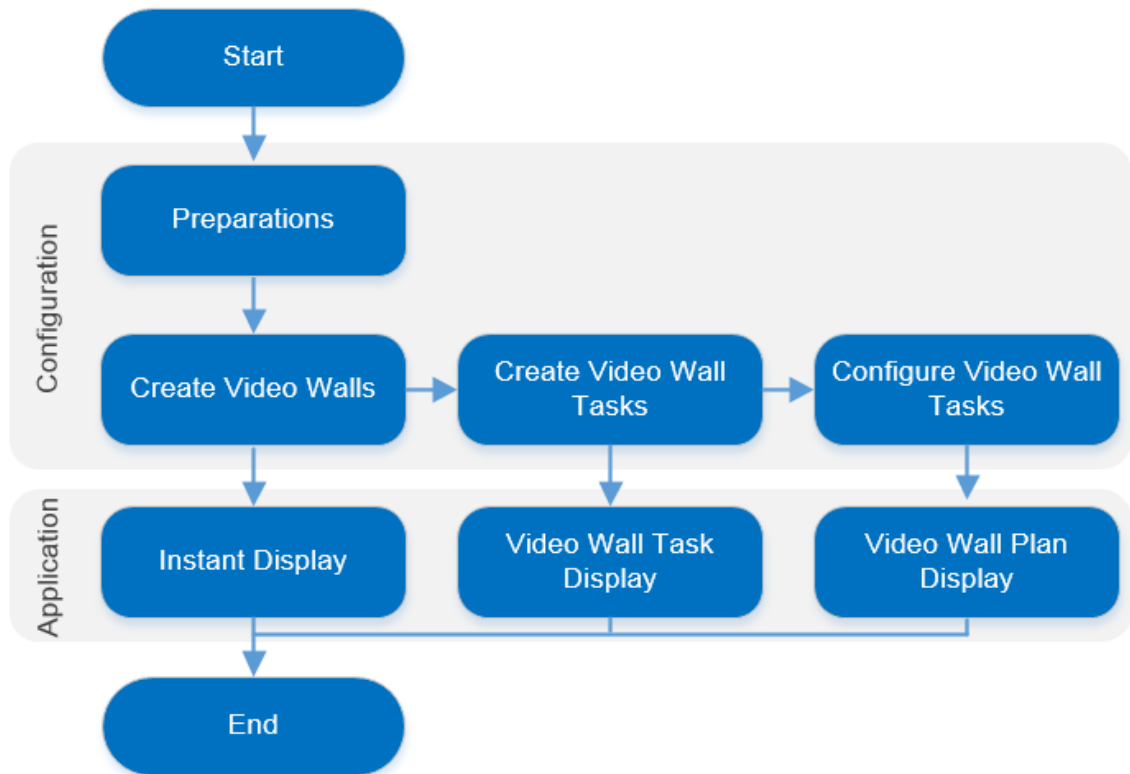 Start
Configuration
Preparations
Create Video Walls
Create Video Wall
Tasks
Configure Video Wall
Tasks
Application
Instant Display
Video Wall Task
Display
Video Wall Plan
Display
End